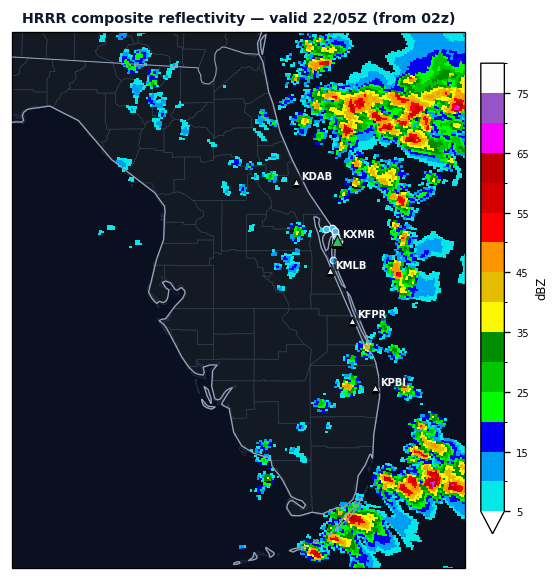 HRRR composite reflectivity — valid 22/05Z (from 02z)
KDAB
KXMR
KMLB
KFPR
KPBI
75
65
55
45
35
25
15
5
dBZ